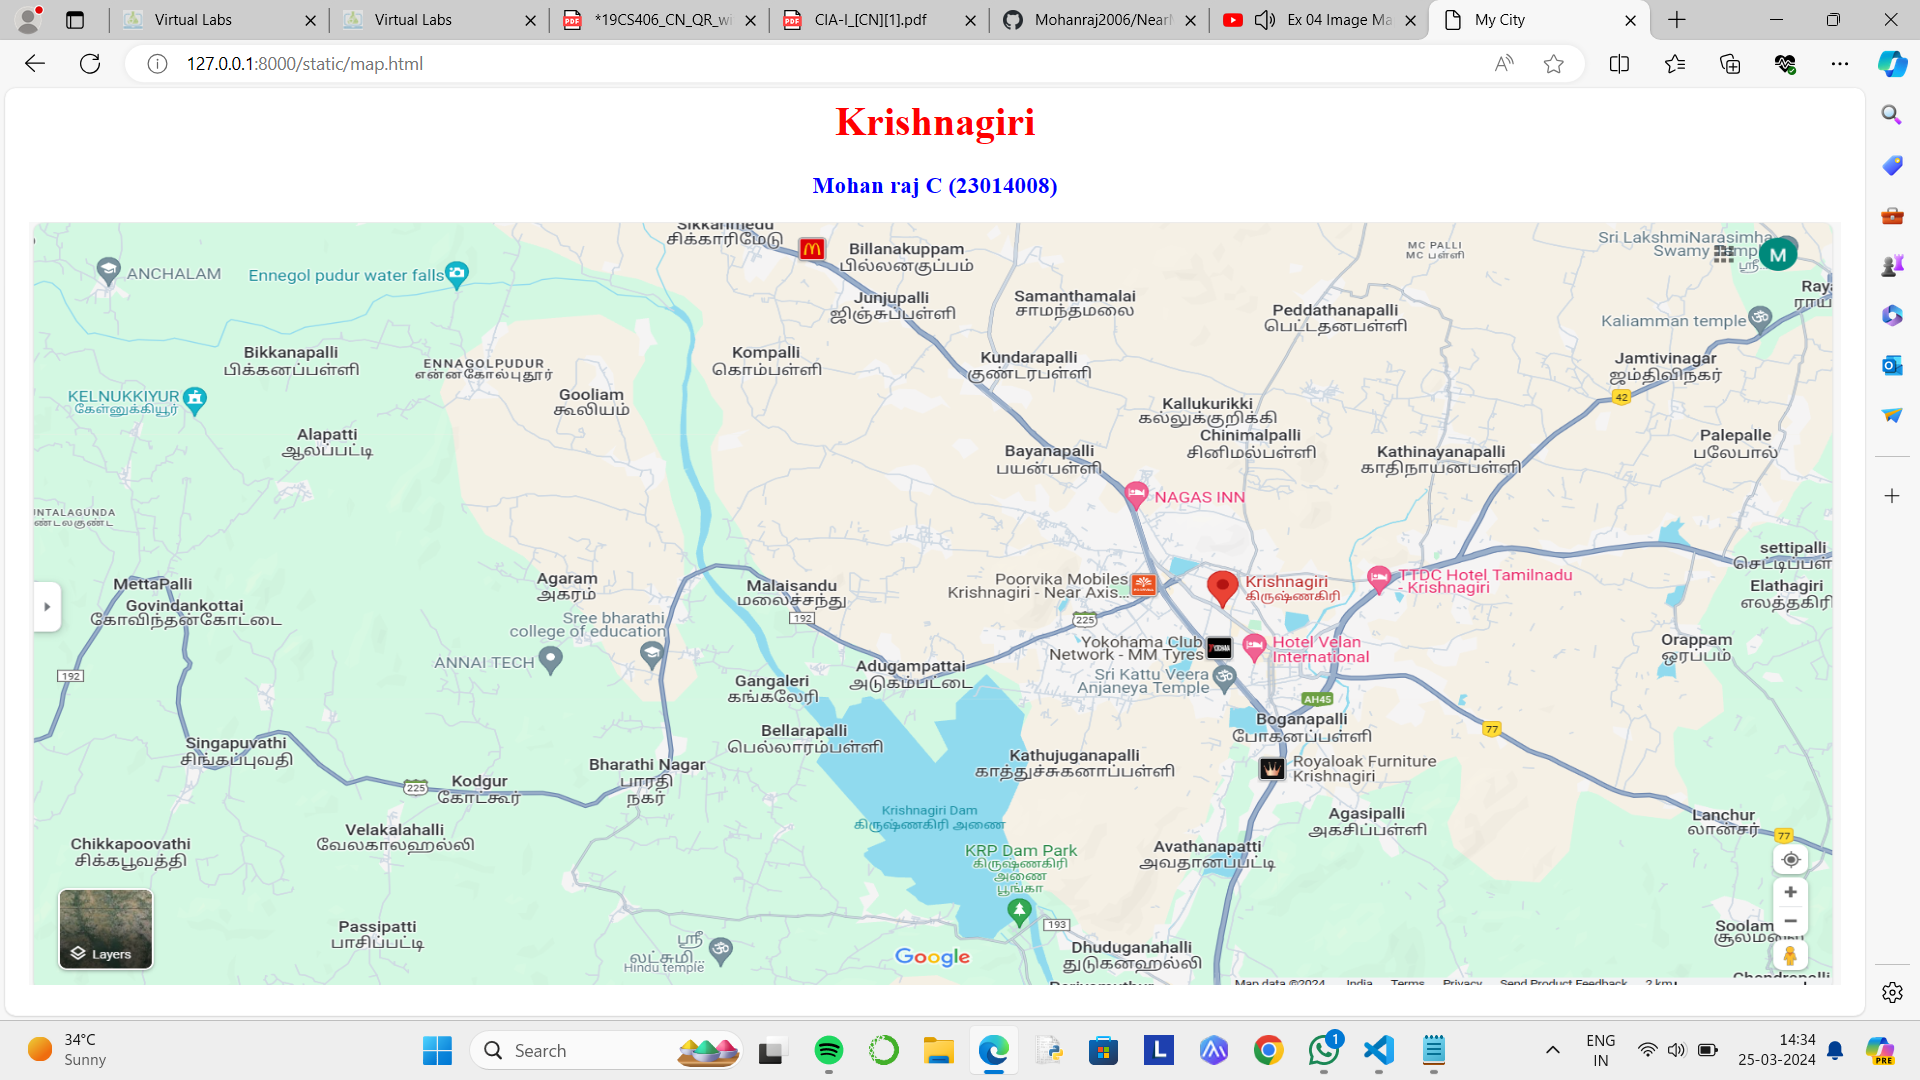 Virtual Labs
Virtual Labs
*19CS406_CN_QR_wi
CIA-I_[CN][1].pdf
Mohanraj2006/Near
Ex 04 Image Ma
My City
127.0.0.1:8000/static/map.html
Krishnagiri
Mohan raj C (23014008)
சிக்காரிமேடு
Billanakuppam
பில்லனகுப்பம்
MC PALLI
MC பள்ளி
Sri LakshmiNarasimha
Swamy Temple
M
ANCHALAM
Ennegol pudur water falls
Junjupalli
ஜிஞ்சுப்பள்ளி
Samanthamalai
சாமந்தமலை
Peddathanapalli
பெட்டதனபள்ளி
Kaliamman temple
Bikkanapalli
பிக்கனப்பள்ளி
ENNAGOLPUDUR
என்னகோல்புதூர்
Kompalli
கொம்பள்ளி
Kundarapalli
குண்டரபள்ளி
Jamtivinagar
ஜம்திவிநகர்
42
KELNUKKIYUR
கேள்னுக்கியூர்
Gooliam
கூலியம்
Kallukurikki
கல்லுக்குறிக்கி
Alapatti
ஆலப்பட்டி
Chinimalpalli
சினிமல்பள்ளி
Bayanapalli
பயன்பள்ளி
Kathinayanapalli
காதிநாயனபள்ளி
Palepalle
பலேபால்
NAGAS INN
UNTALAGUNDA
MettaPalli
Govindankottai
கோவிந்தன்கோட்டை
Agaram
அகரம்
Malaisandu
மலைச்சந்து
192
Poorvika Mobiles
Krishnagiri - Near Axis...
225
Krishnagiri
கிருஷ்ணகிரி
TTDC Hotel Tamilnadu
- Krishnagiri
settipalli
Elathagiri
எலத்தகிரி
Sree bharathi
college of education
ANNAI TECH
Yokohama Club
Network - MM Tyres
Hotel Velan
International
Orappam
ஒரப்பம்
192
Adugampattai
அடுகம்பட்டை
Sri Kattu Veera
Anjaneya Temple
Gangaleri
கங்கலேரி
AH45
Boganapalli
போகனப்பள்ளி
77
Bellarapalli
பெல்லாரம்பள்ளி
Singapuvathi
சிங்கப்புவதி
Kathujuganapalli
காத்துச்சுகனாப்பள்ளி
Royaloak Furniture
Krishnagiri
Bharathi Nagar
பாரதி
நகர்
225
Kodgur
கோட்கூர்
Krishnagiri Dam
கிருஷ்ணகிரி அணை
Agasipalli
அகசிப்பள்ளி
Lanchur
லான்சர்
77
Velakalahalli
வேலகாலஹல்லி
Chikkapoovathi
சிக்கபூவத்தி
KRP Dam Park
கிருஷ்ணகிரி
அணை
பூங்கா
Avathanapatti
அவதானப்பட்டி
193
Passipatti
பாசிப்பட்டி
ஸ்ரீ
லட்சுமி...
Hindu temple
Google
Dhuduganahalli
துடுகனஹல்லி
Layers
Map data ©2024 India Terms Privacy Send Product Feedback 2 km
34°C
Sunny
Search
1
ENG
IN
14:34
25-03-2024
PRE